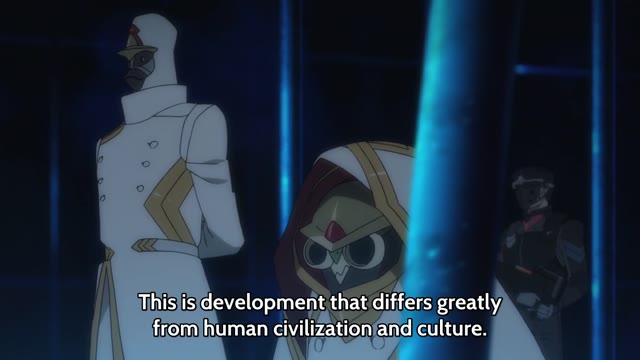 This is development that differs greatly
from human civilization and culture.